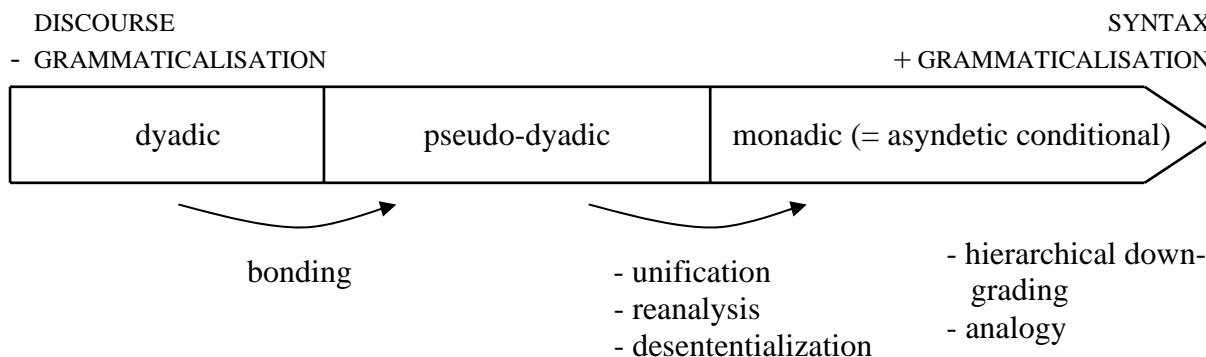 DISCOURSE
SYNTAX
- GRAMMATICALISATION
+ GRAMMATICALISATION
dyadic
pseudo-dyadic
monadic (= asyndetic conditional)
bonding
- unification
- reanalysis
- desententialization
- hierarchical down-
grading
- analogy